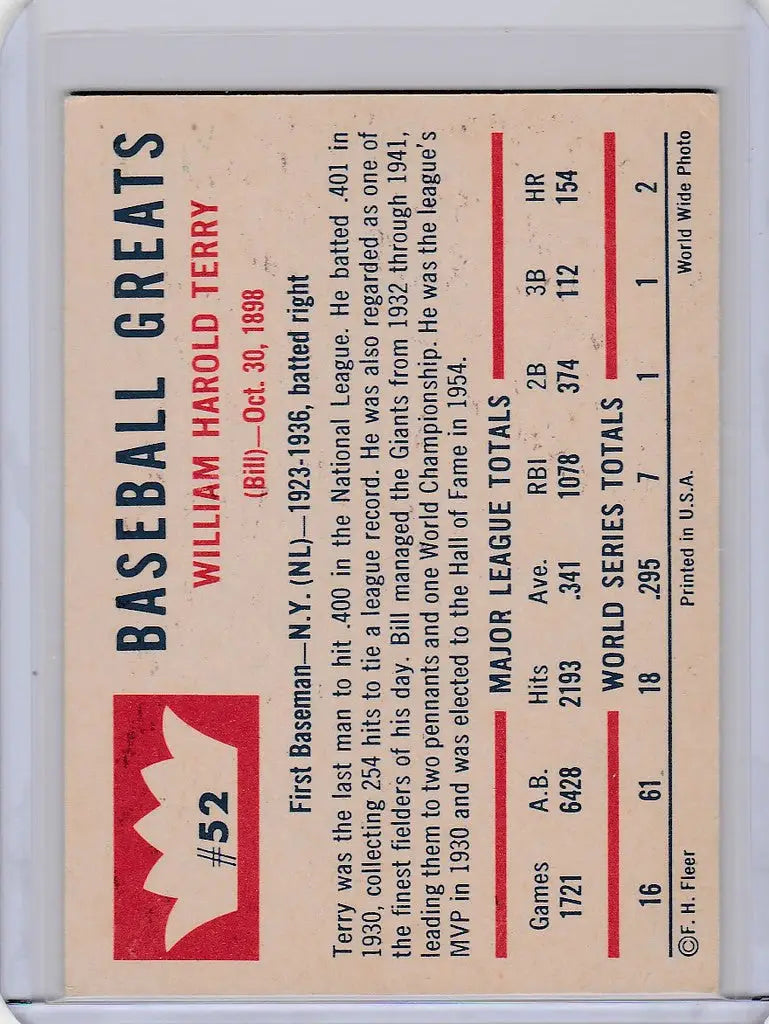 #52
BASEBALL GREATS
WILLIAM HAROLD TERRY
(Bill)—Oct. 30, 1898
First Baseman—N.Y. (NL)—1923-1936, batted right
Terry was the last man to hit .400 in the National League. He batted .401 in
1930, collecting 254 hits to tie a league record. He was also regarded as one of
the finest fielders of his day. Bill managed the Giants from 1932 through 1941,
leading them to two pennants and one World Championship. He was the league's
MVP in 1930 and was elected to the Hall of Fame in 1954.
MAJOR LEAGUE TOTALS
Games A.B. Hits Ave. RBI 2B 3B HR
1721 6428 2193 .341 1078 374 112 154
WORLD SERIES TOTALS
16 61 18 .295 7 1 1 2
©F. H. Fleer Printed in U.S.A. World Wide Photo